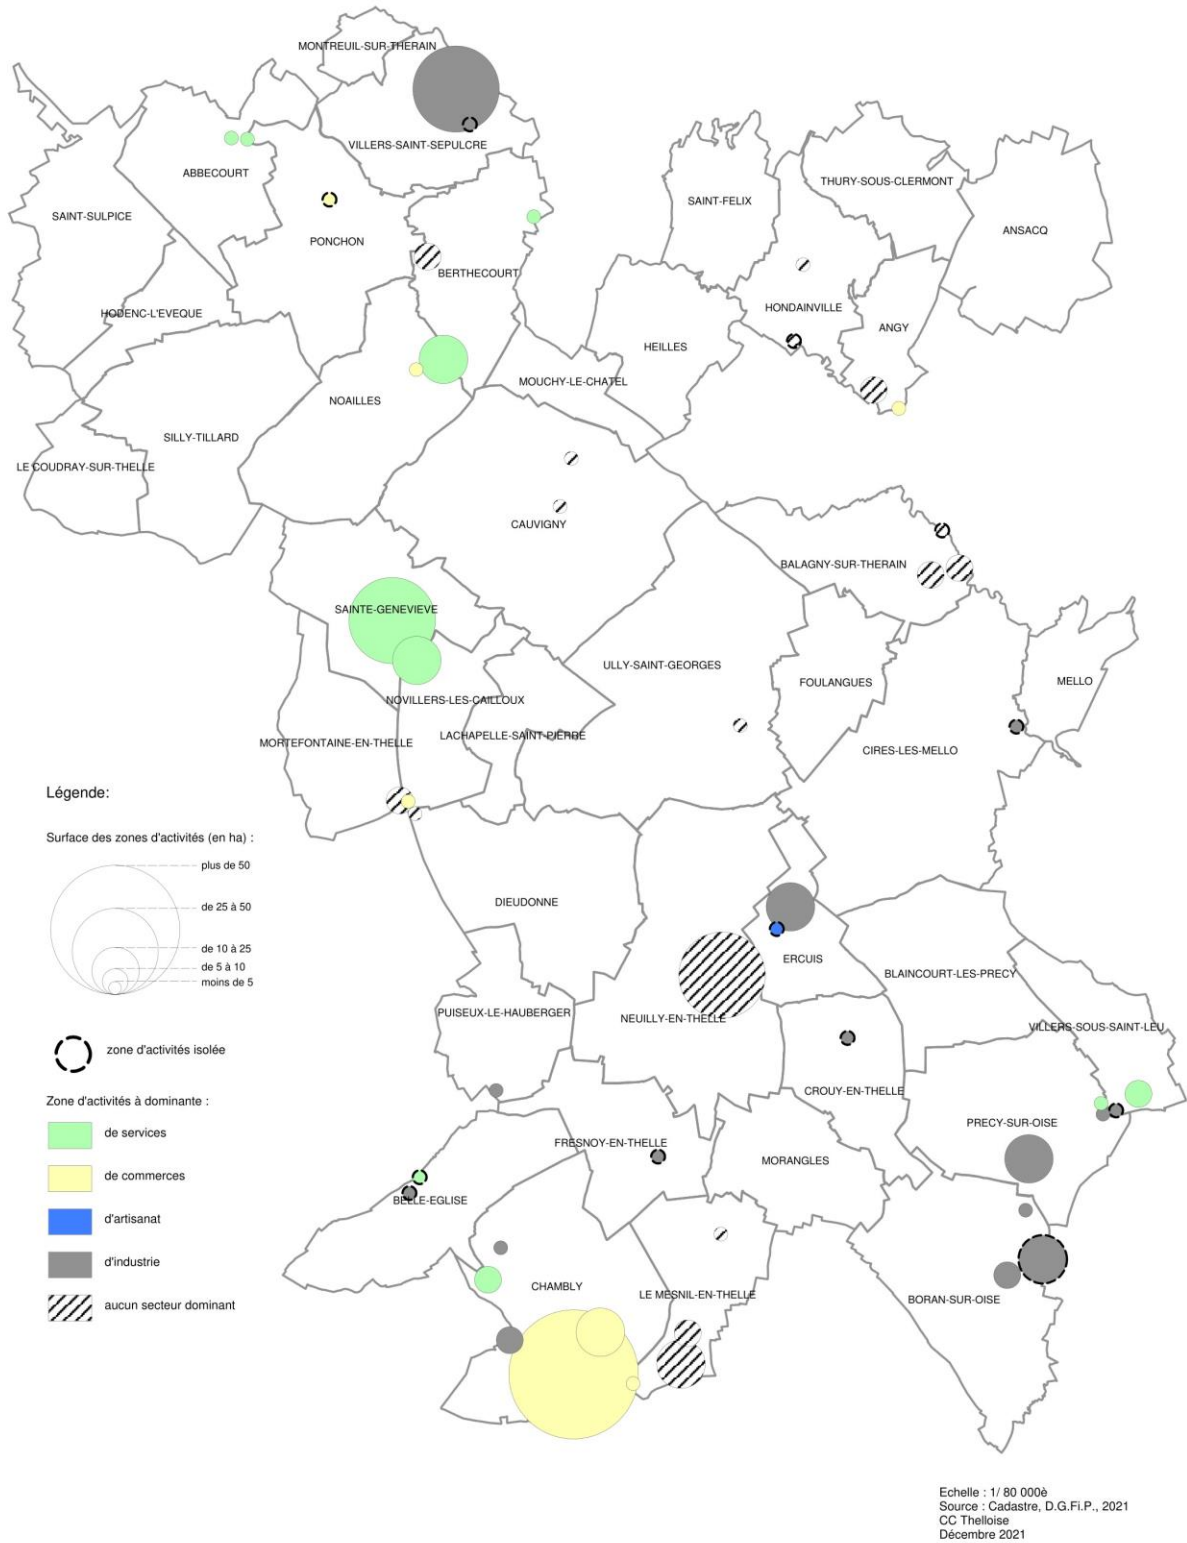 MONTREUIL-SUR-THERAIN
VILLERS-SAINT-SEPULCRE
ABBECOURT
THURY-SOUS-CLERMONT
SAINT-FELIX
SAINT-SULPICE
ANSACQ
PONCHON
BERTHECOURT
HONDAINVILLE
HODENC-L'EVEQUE
ANGY
HEILLES
MOUCHY-LE-CHATEL
NOAILLES
SILLY-TILLARD
LE COUDRAY-SUR-THELLE
CAUVIGNY
BALAGNY-SUR-THERAIN
SAINTE-GENEVIEVE
ULLY-SAINT-GEORGES
FOULANGUES
MELLO
NOVILLERS-LES-CAILLOUX
LACHAPELLE-SAINT-PIERRE
MORTEFONTAINE-EN-THELLE
CIRES-LES-MELLO
DIEUDONNE
ERCUIS
BLAINCOURT-LES-PRECY
PUISEUX-LE-HAUBERGER
NEUILLY-EN-THELLE
VILLERS-SOUS-SAINT-LEU
CROUY-EN-THELLE
PRECY-SUR-OISE
FRESNOY-EN-THELLE
MORANGLES
BELLE-EGLISE
CHAMBLY
LE MESNIL-EN-THELLE
BORAN-SUR-OISE
Légende:
Surface des zones d'activités (en ha) :
plus de 50
de 25 à 50
de 10 à 25
de 5 à 10
moins de 5
zone d'activités isolée
Zone d'activités à dominante :
de services
de commerces
d'artisanat
d'industrie
aucun secteur dominant
Echelle : 1/ 80 000è
Source : Cadastre, D.G.Fi.P., 2021
CC Thelloise
Décembre 2021